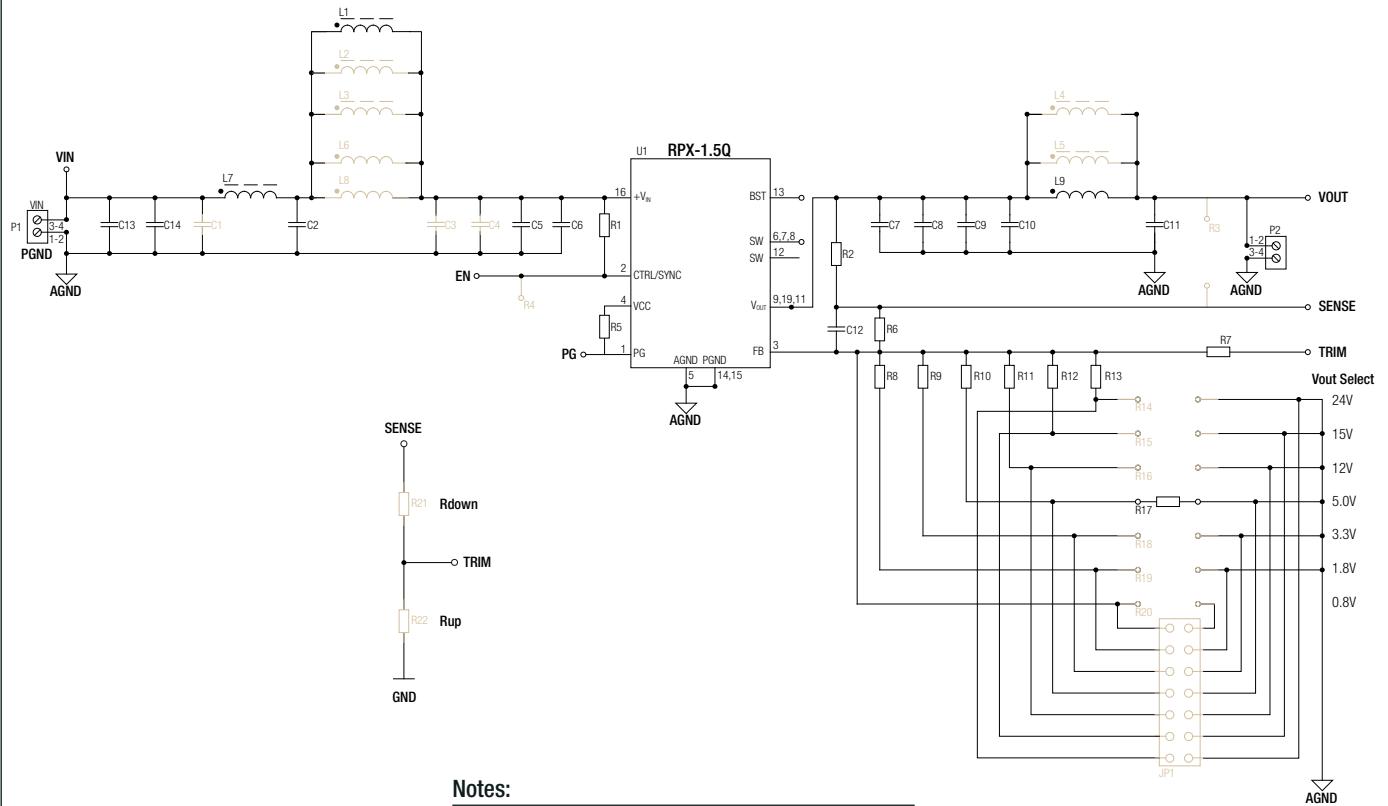 L1
L2
L3
L6
L8
L7
VIN
VIN
P1
3-4
1-2
PGND
AGND
C13
C14
C1
C2
C3
C4
C5
C6
R1
EN
R4
R5
PG
U1
RPX-1.5Q
16
+VIN
2
CTRL/SYNC
4
VCC
1
PG
BST
13
SW
6,7,8
SW
12
VOUT
9,19,11
FB
3
AGND PGND
5
14,15
AGND
L4
L5
L9
C7
C8
C9
C10
C11
R2
R3
P2
1-2
3-4
VOUT
AGND
AGND
SENSE
C12
R6
R7
TRIM
R8
R9
R10
R11
R12
R13
Vout Select
R14
24V
R15
15V
R16
12V
R17
5.0V
R18
3.3V
R19
1.8V
R20
0.8V
JP1
AGND
SENSE
R21
Rdown
TRIM
R22
Rup
GND
Notes: